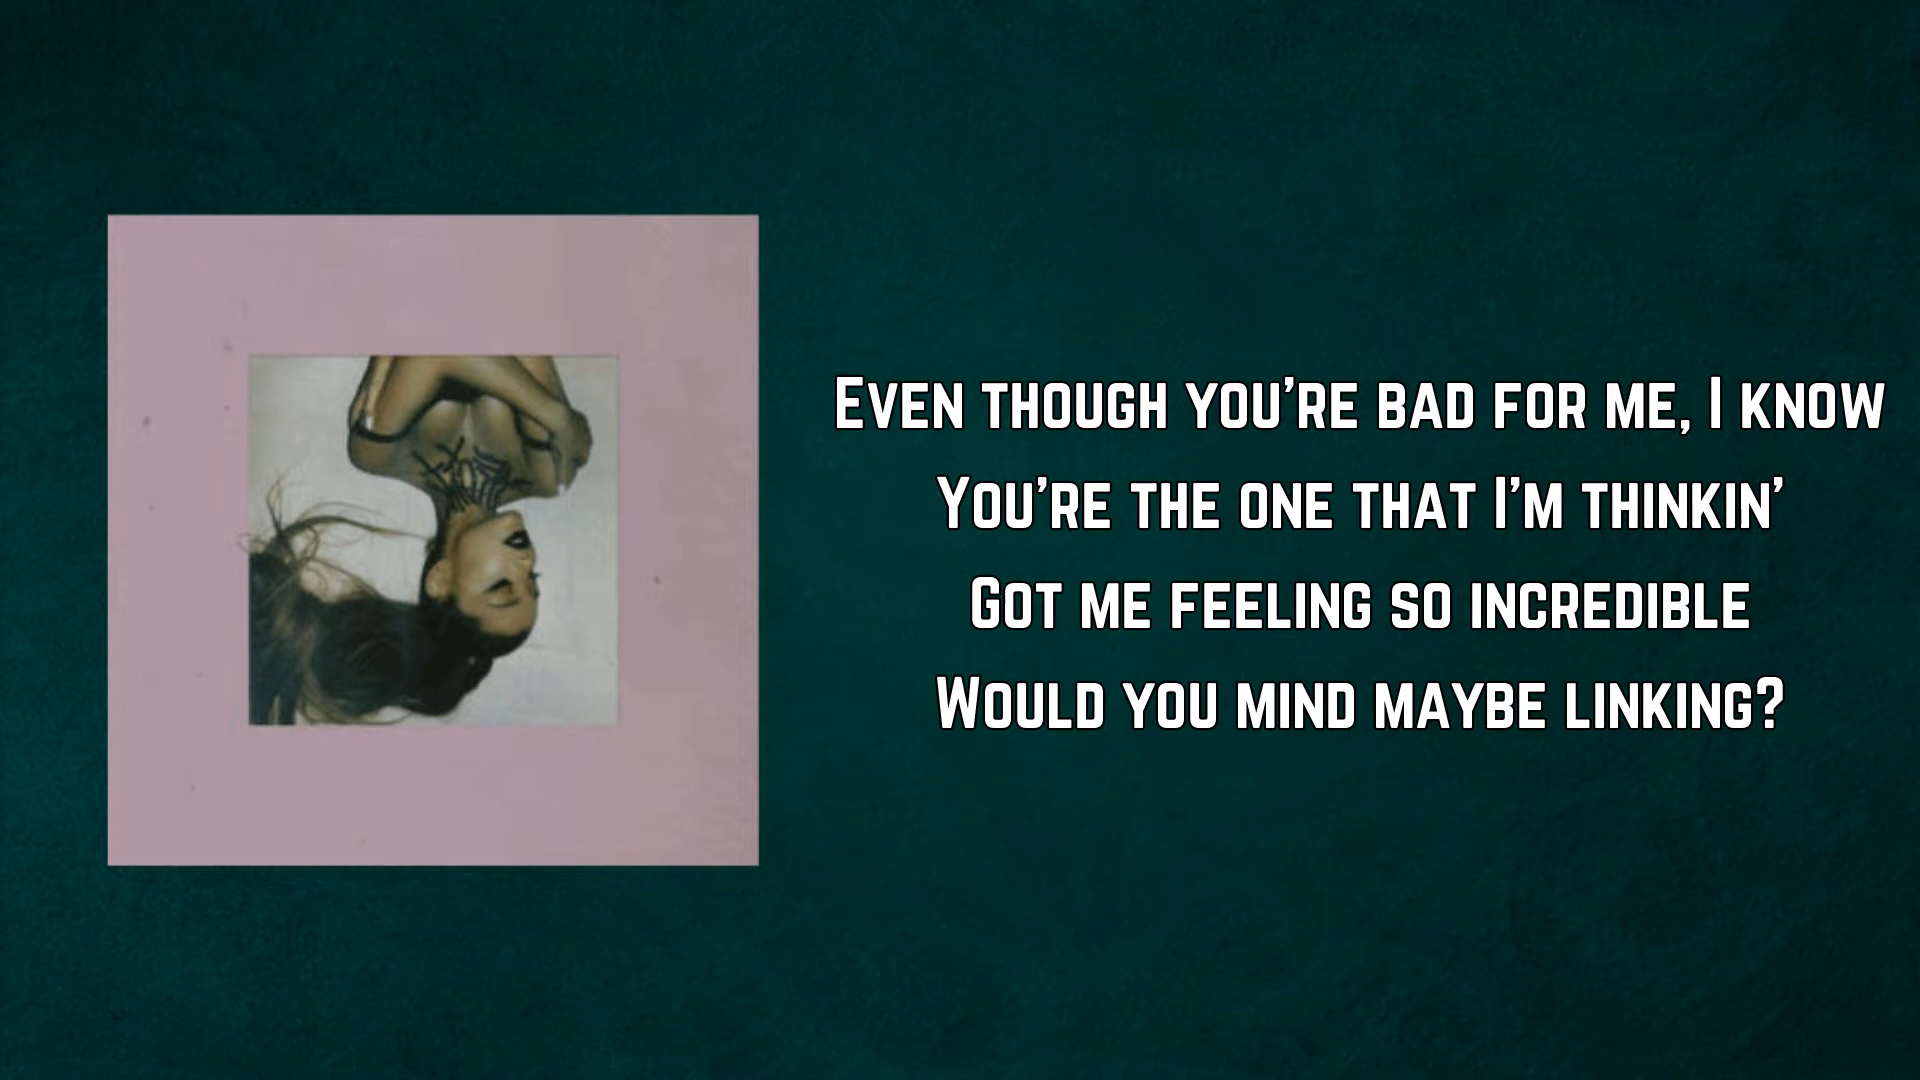 Even though you're bad for me, I know
You're the one that I'm thinkin'
Got me feeling so incredible
Would you mind maybe linking?